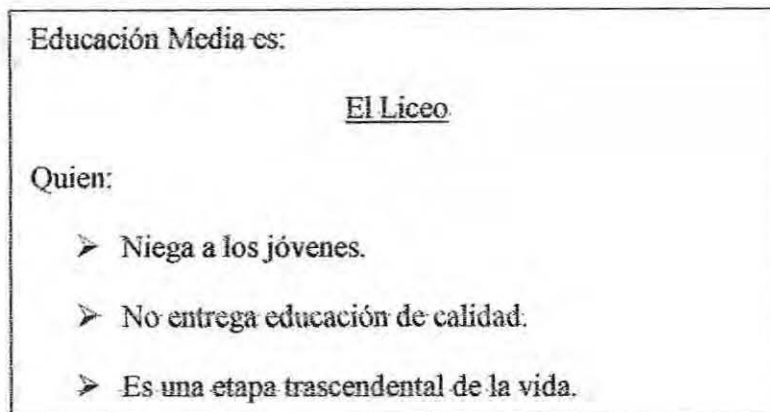 Educación Media es:
El Liceo
Quien:
➢ Niega a los jóvenes.
➢ No entrega educación de calidad.
➢ Es una etapa trascendental de la vida.